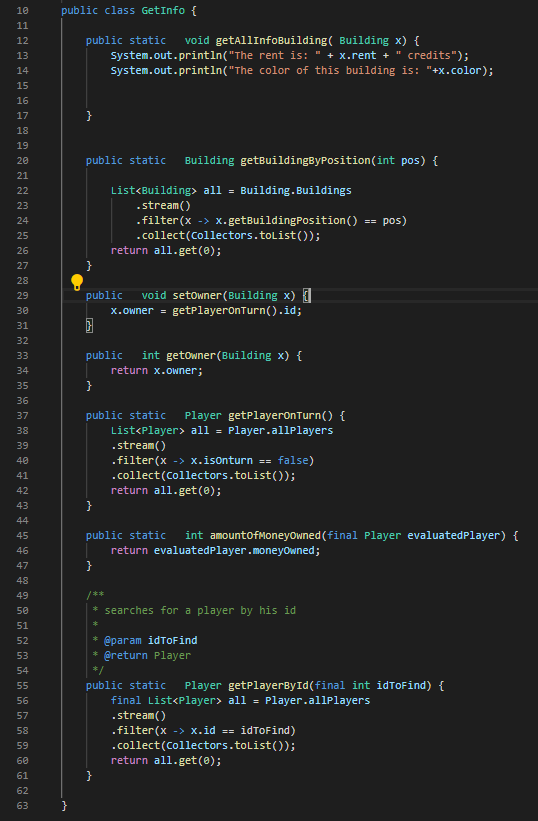 10 public class GetInfo {
11
12 public static   void getAllInfoBuilding( Building x) {
13 System.out.println("The rent is: " + x.rent + " credits");
14 System.out.println("The color of this building is: "+x.color);
15
16
17 }
18
19
20 public static   Building getBuildingByPosition(int pos) {
21
22 List<Building> all = Building.Buildings
23 .stream()
24 .filter(x -> x.getBuildingPosition() == pos)
25 .collect(Collectors.toList());
26 return all.get(0);
27 }
28
29 public   void setOwner(Building x) {
30 x.owner = getPlayerOnTurn().id;
31 }
32
33 public   int getOwner(Building x) {
34 return x.owner;
35 }
36
37 public static   Player getPlayerOnTurn() {
38 List<Player> all = Player.allPlayers
39 .stream()
40 .filter(x -> x.isOnturn == false)
41 .collect(Collectors.toList());
42 return all.get(0);
43 }
44
45 public static   int amountOfMoneyOwned(final Player evaluatedPlayer) {
46 return evaluatedPlayer.moneyOwned;
47 }
48
49 /**
50 * searches for a player by his id
51 *
52 * @param idToFind
53 * @return Player
54 */
55 public static   Player getPlayerById(final int idToFind) {
56 final List<Player> all = Player.allPlayers
57 .stream()
58 .filter(x -> x.id == idToFind)
59 .collect(Collectors.toList());
60 return all.get(0);
61 }
62
63 }